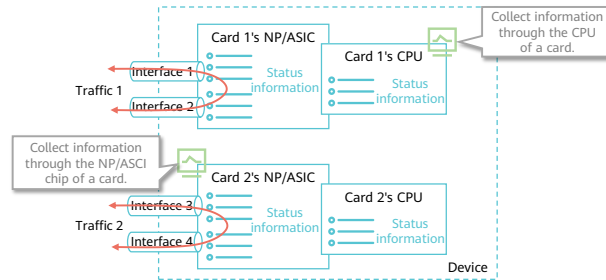 Card 1's NP/ASIC
Collect information
through the CPU
of a card.
Card 1's CPU
Interface 1
Status
information
Status
information
Traffic 1
Interface 2
Collect information
through the NP/ASCI
chip of a card.
Card 2's NP/ASIC
Card 2's CPU
Interface 3
Status
information
Status
information
Traffic 2
Interface 4
Device